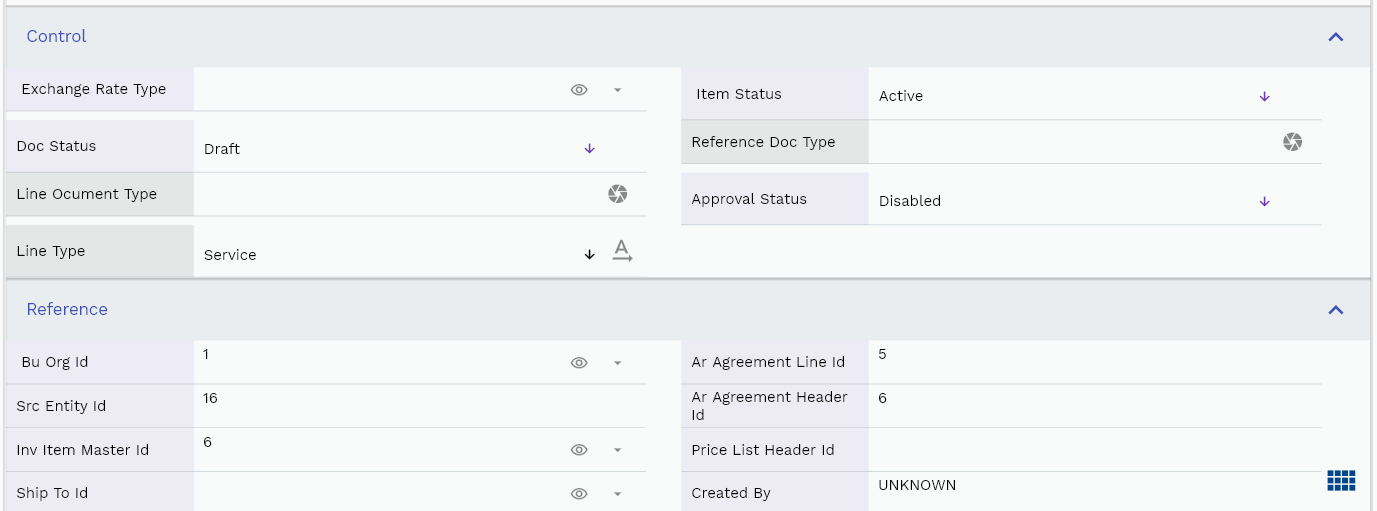 Control
Exchange Rate Type
Item Status Active
Doc Status Draft
Reference Doc Type
Line Ocument Type
Approval Status Disabled
Line Type Service A
Reference
Bu Org Id 1
Ar Agreement Line Id 5
Src Entity Id 16
Ar Agreement Header
Id
6
Inv Item Master Id 6
Price List Header Id
Ship To Id
Created By UNKNOWN